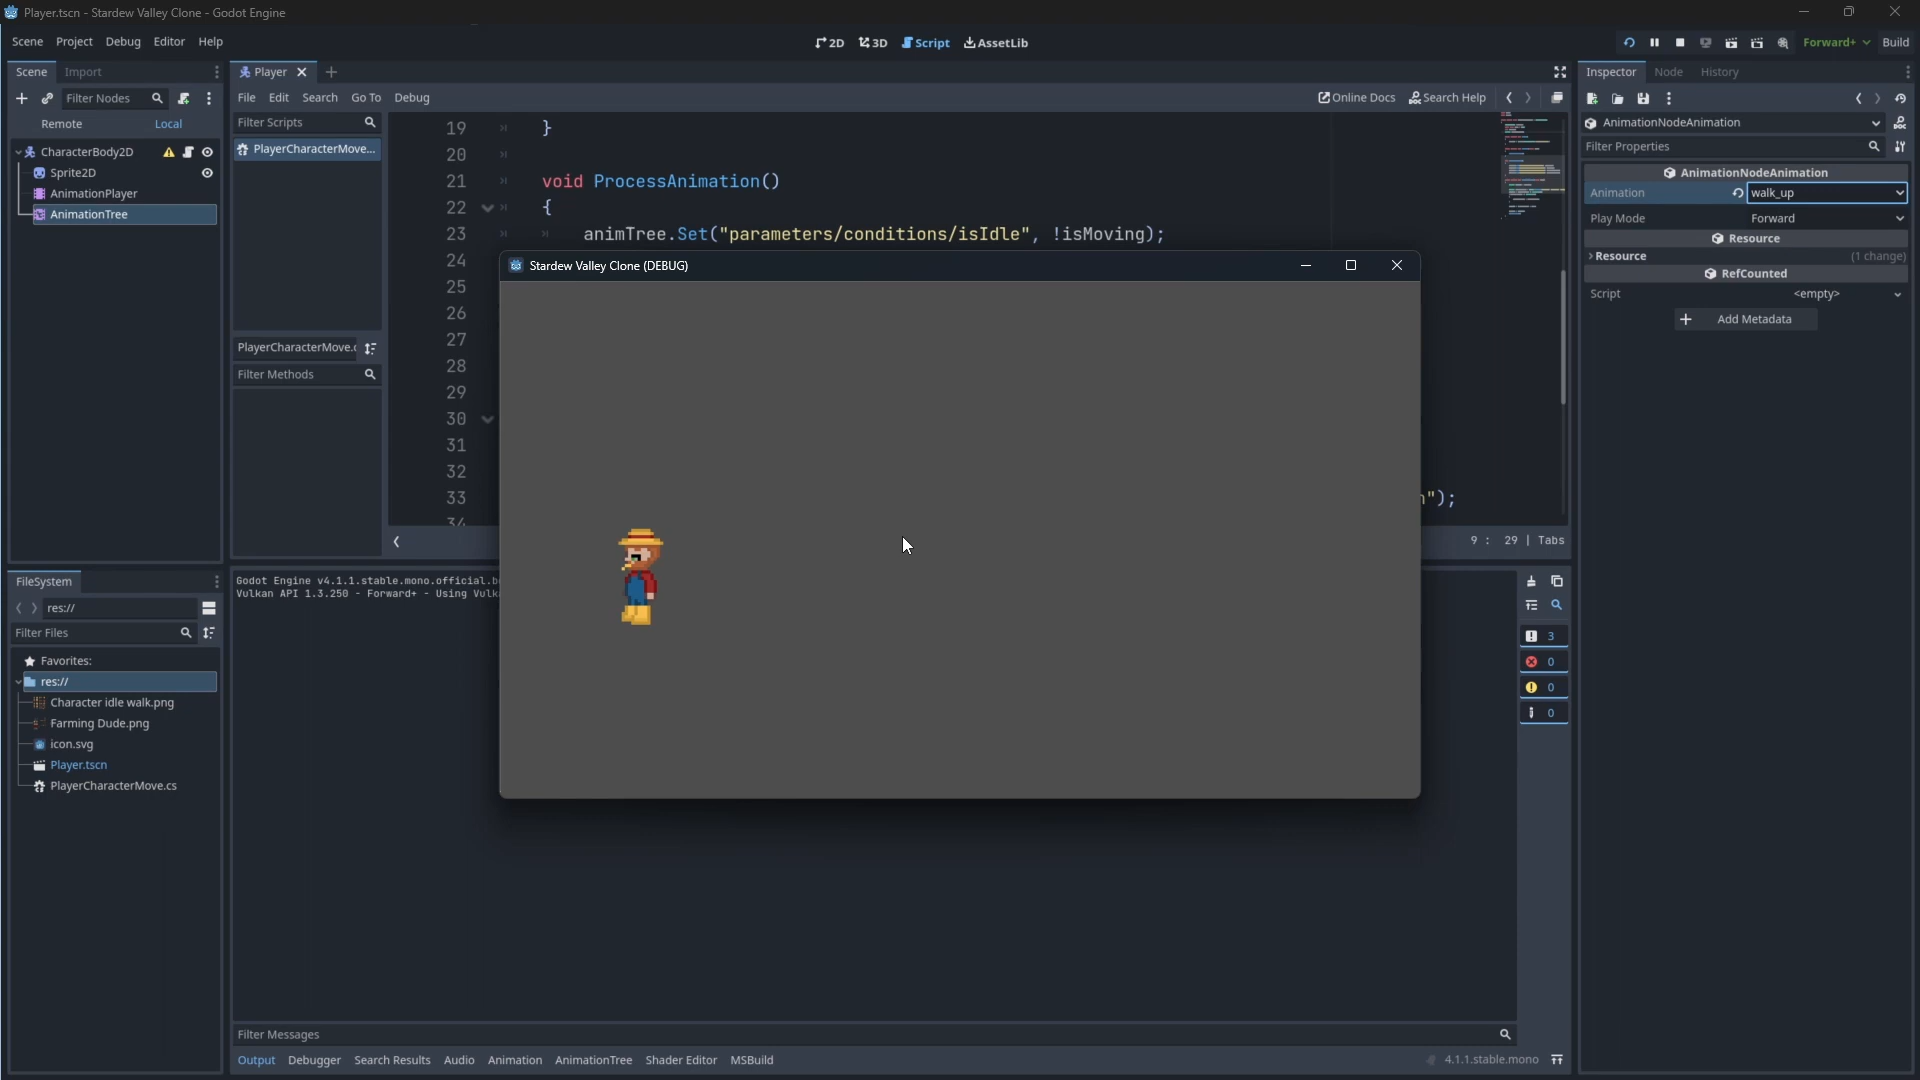 Player.tscn - Stardew Valley Clone - Godot Engine
Scene Project Debug Editor Help
2D 3D Script AssetLib
Forward+ Build
Scene Import
Filter Nodes
Remote Local
CharacterBody2D
Sprite2D
AnimationPlayer
AnimationTree
Player
File Edit Search Go To Debug
Online Docs Search Help
Filter Scripts
PlayerCharacterMove...
PlayerCharacterMove.c
Filter Methods
19 }
20
21 void ProcessAnimation()
22 {
23 animTree.Set("parameters/conditions/isIdle", !isMoving);
24
25
26
27
28
29
30
31
32
33 n");
34
9 : 29 | Tabs
Stardew Valley Clone (DEBUG)
Inspector Node History
AnimationNodeAnimation
Filter Properties
AnimationNodeAnimation
Animation walk_up
Play Mode Forward
Resource
Resource (1 change)
RefCounted
Script <empty>
Add Metadata
FileSystem
res://
Filter Files
Favorites:
res://
Character idle walk.png
Farming Dude.png
icon.svg
Player.tscn
PlayerCharacterMove.cs
Godot Engine v4.1.1.stable.mono.official.b
Vulkan API 1.3.250 - Forward+ - Using Vulk
3
0
0
0
Filter Messages
Output Debugger Search Results Audio Animation AnimationTree Shader Editor MSBuild
4.1.1.stable.mono